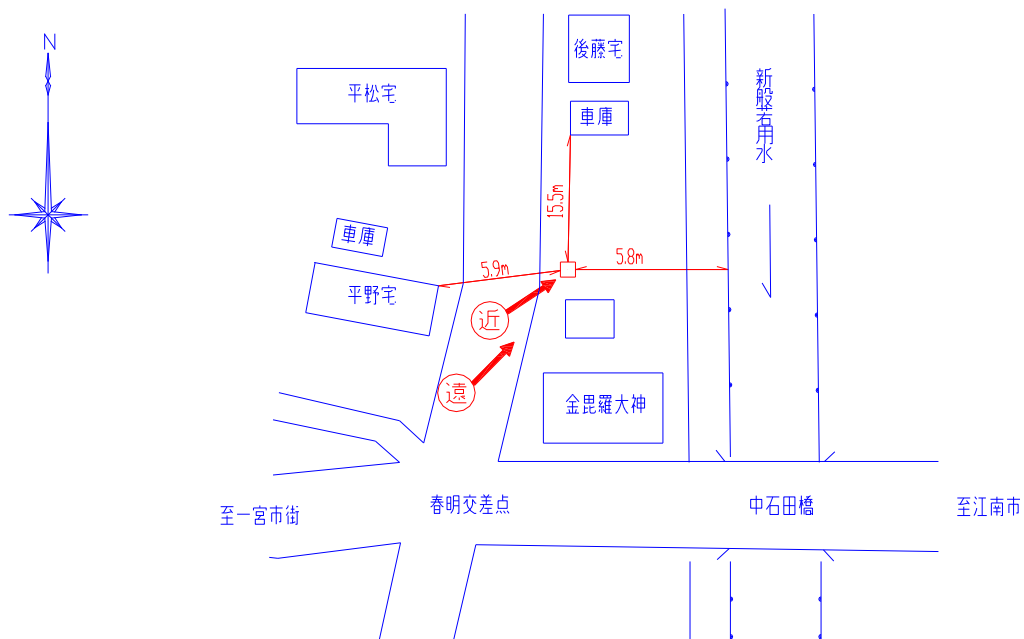 N
後藤宅
平松宅
車庫
新般若用水
15.5m
車庫
5.8m
5.9m
平野宅
近
遠
金毘羅大神
春明交差点
中石田橋
至江南市
至一宮市街